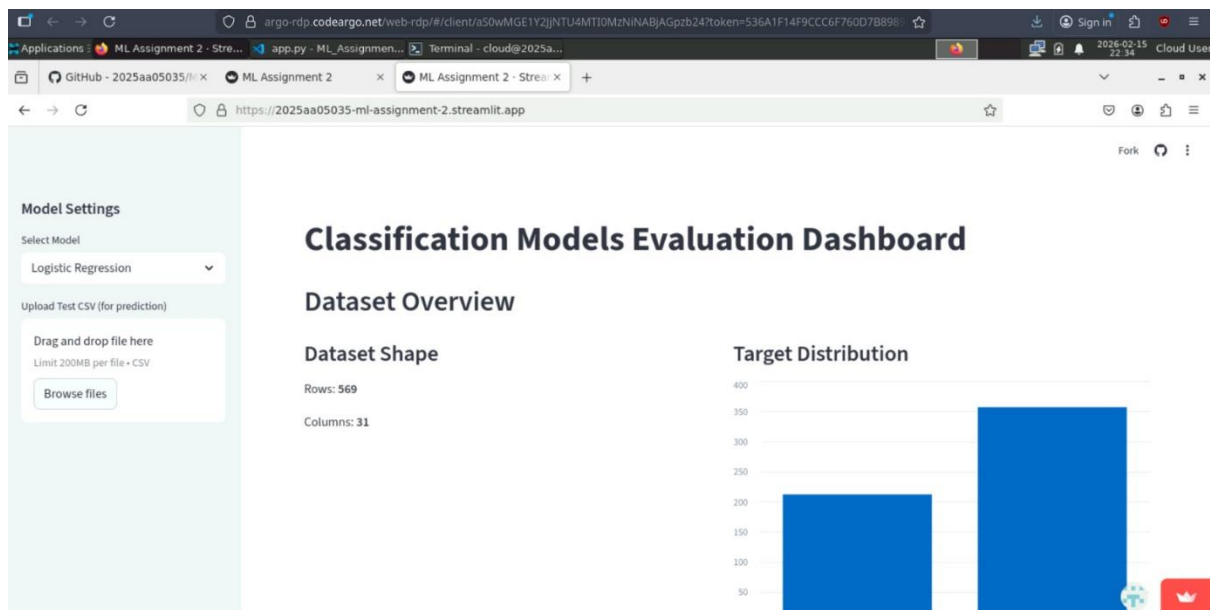 argo-rdp.codeargo.net/web-rdp/#/client/
Sign in
Applications
ML Assignment 2 - Stre...
app.py - ML_Assignmen...
Terminal - cloud@2025a...
2026-02-15
22:34
Cloud User
GitHub - 2025aa05035/
ML Assignment 2
ML Assignment 2 · Strea
https://2025aa05035-ml-assignment-2.streamlit.app
Fork
Model Settings
Select Model
Logistic Regression
Upload Test CSV (for prediction)
Drag and drop file here
Limit 200MB per file • CSV
Browse files
Classification Models Evaluation Dashboard
Dataset Overview
Dataset Shape
Rows: 569
Columns: 31
Target Distribution
400
350
300
250
200
150
100
50